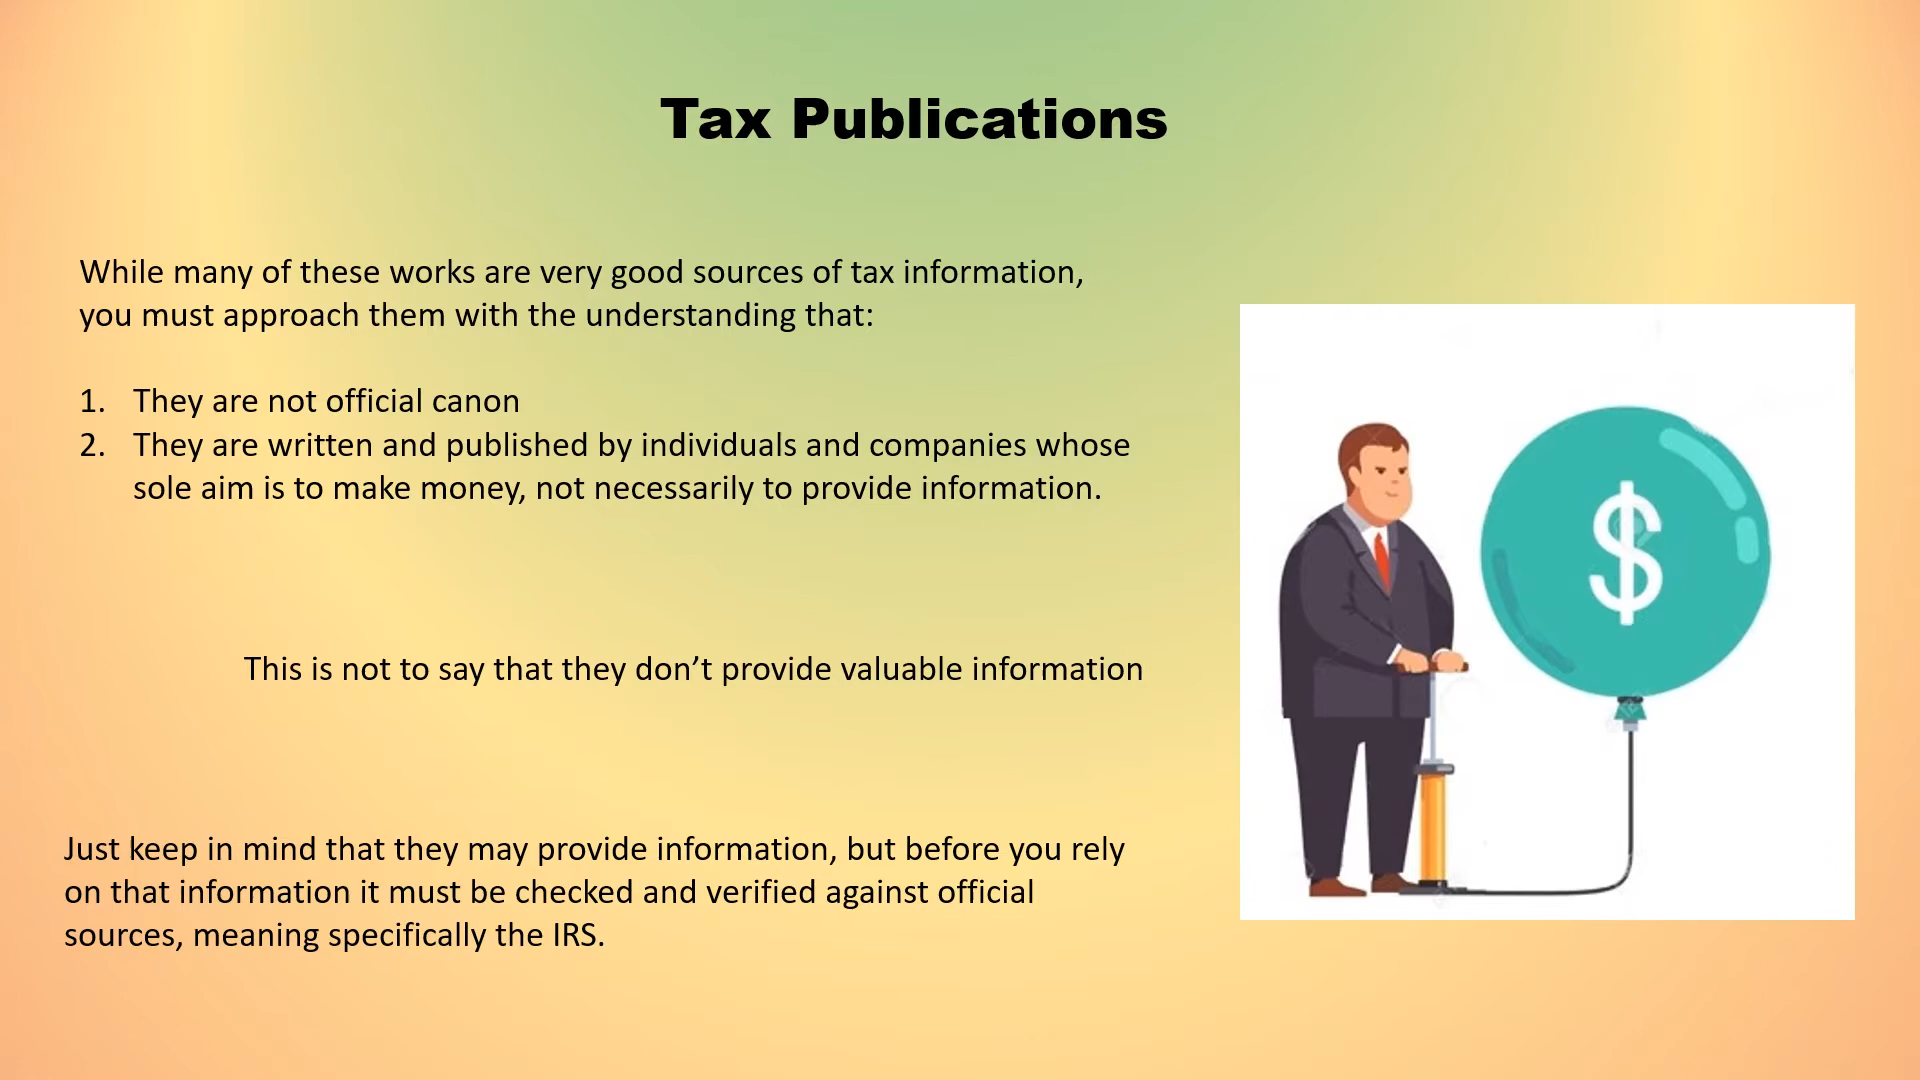 Tax Publications
While many of these works are very good sources of tax information,
you must approach them with the understanding that:
1. They are not official canon
2. They are written and published by individuals and companies whose
sole aim is to make money, not necessarily to provide information.
This is not to say that they don’t provide valuable information
Just keep in mind that they may provide information, but before you rely
on that information it must be checked and verified against official
sources, meaning specifically the IRS.
$